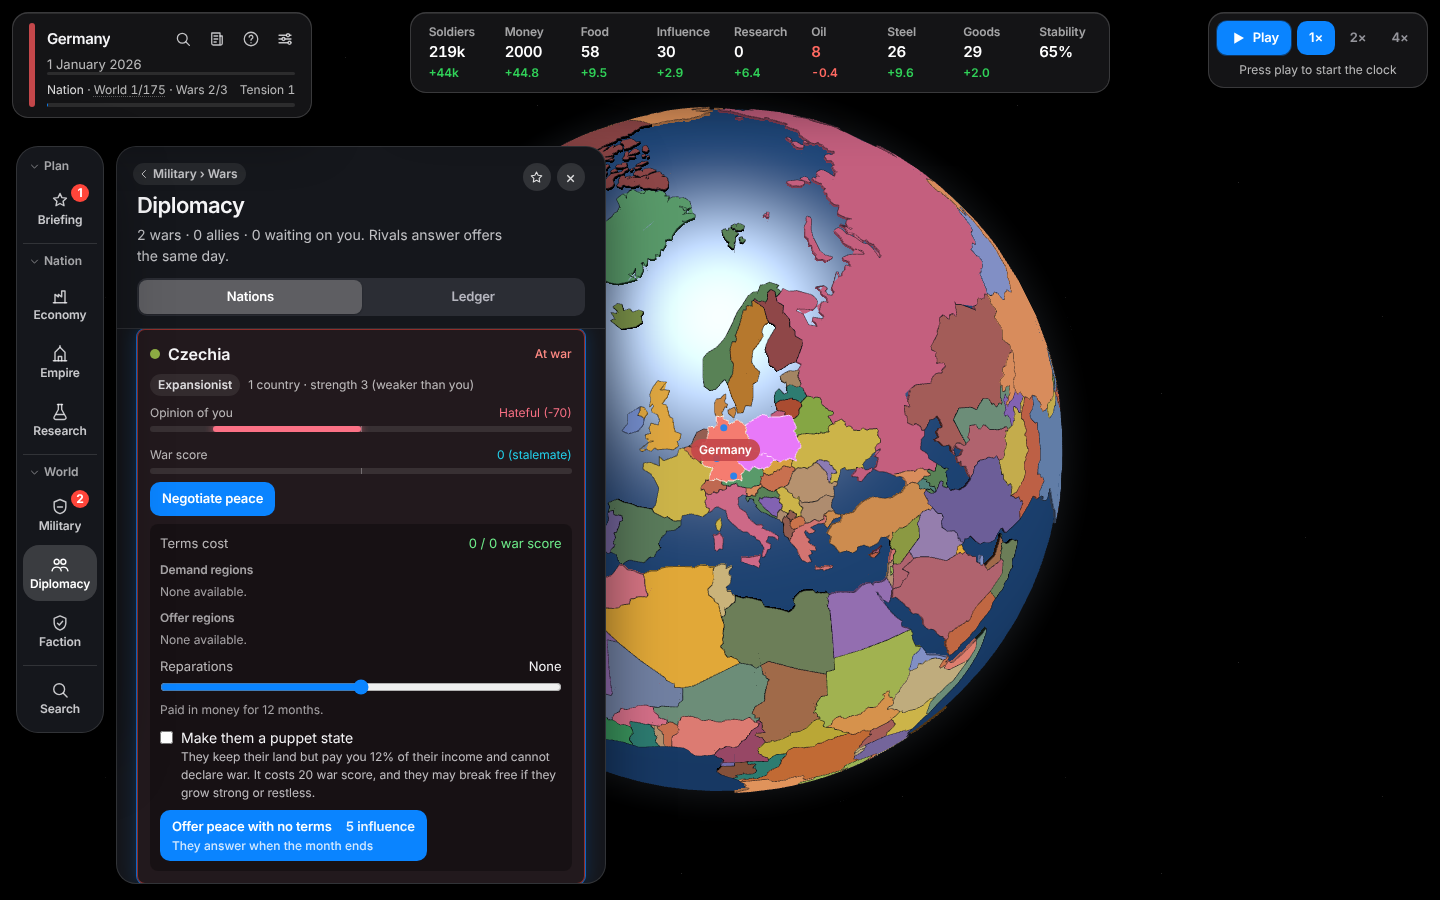 Germany
1 January 2026
Nation · World 1/175 · Wars 2/3 Tension 1
Soldiers Money Food Influence Research Oil Steel Goods Stability
219k 2000 58 30 0 8 26 29 65%
+44k +44.8 +9.5 +2.9 +6.4 -0.4 +9.6 +2.0
Play 1× 2× 4×
Press play to start the clock
Plan
1
Briefing
Nation
Economy
Empire
Research
World
2
Military
Diplomacy
Faction
Search
Military › Wars
Diplomacy
2 wars · 0 allies · 0 waiting on you. Rivals answer offers
the same day.
Nations Ledger
Czechia At war
Expansionist 1 country · strength 3 (weaker than you)
Opinion of you Hateful (-70)
War score 0 (stalemate)
Negotiate peace
Terms cost 0 / 0 war score
Demand regions
None available.
Offer regions
None available.
Reparations None
Paid in money for 12 months.
Make them a puppet state
They keep their land but pay you 12% of their income and cannot
declare war. It costs 20 war score, and they may break free if they
grow strong or restless.
Offer peace with no terms 5 influence
They answer when the month ends
Germany